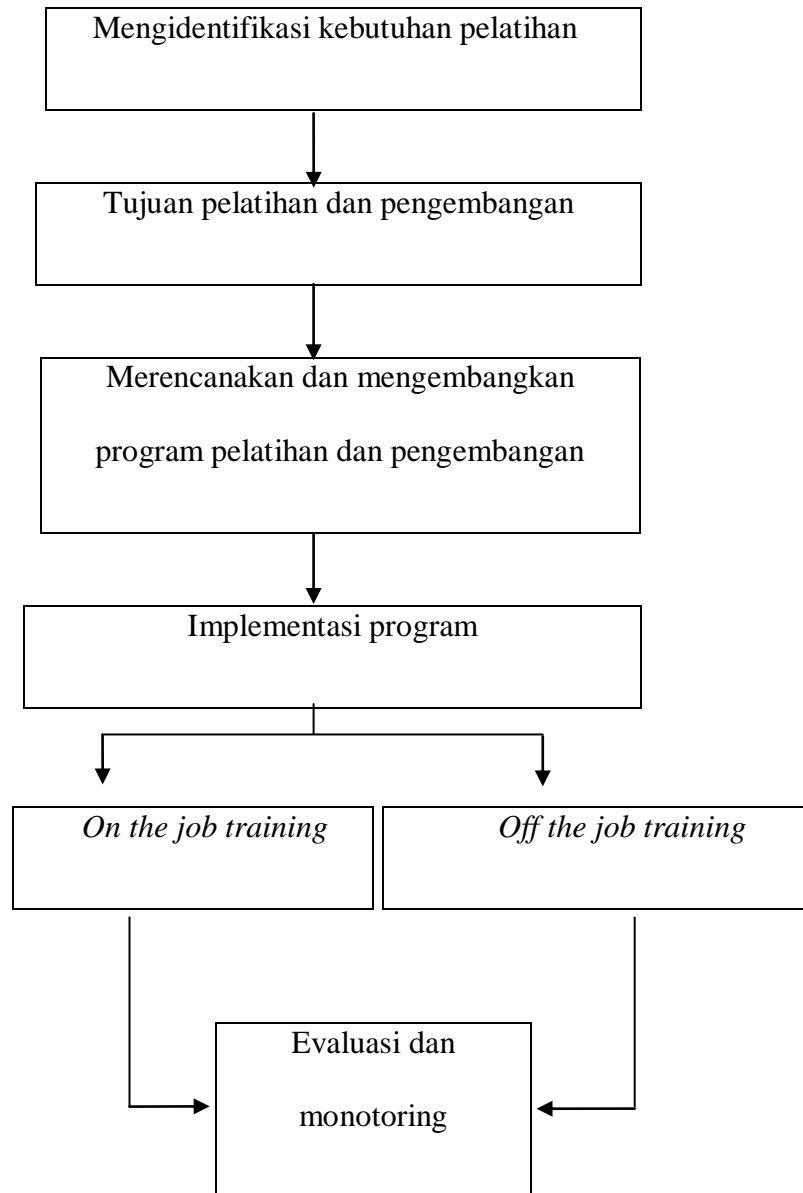 Mengidentifikasi kebutuhan pelatihan
Tujuan pelatihan dan pengembangan
Merencanakan dan mengembangkan
program pelatihan dan pengembangan
Implementasi program
On the job training
Off the job training
Evaluasi dan
monotoring